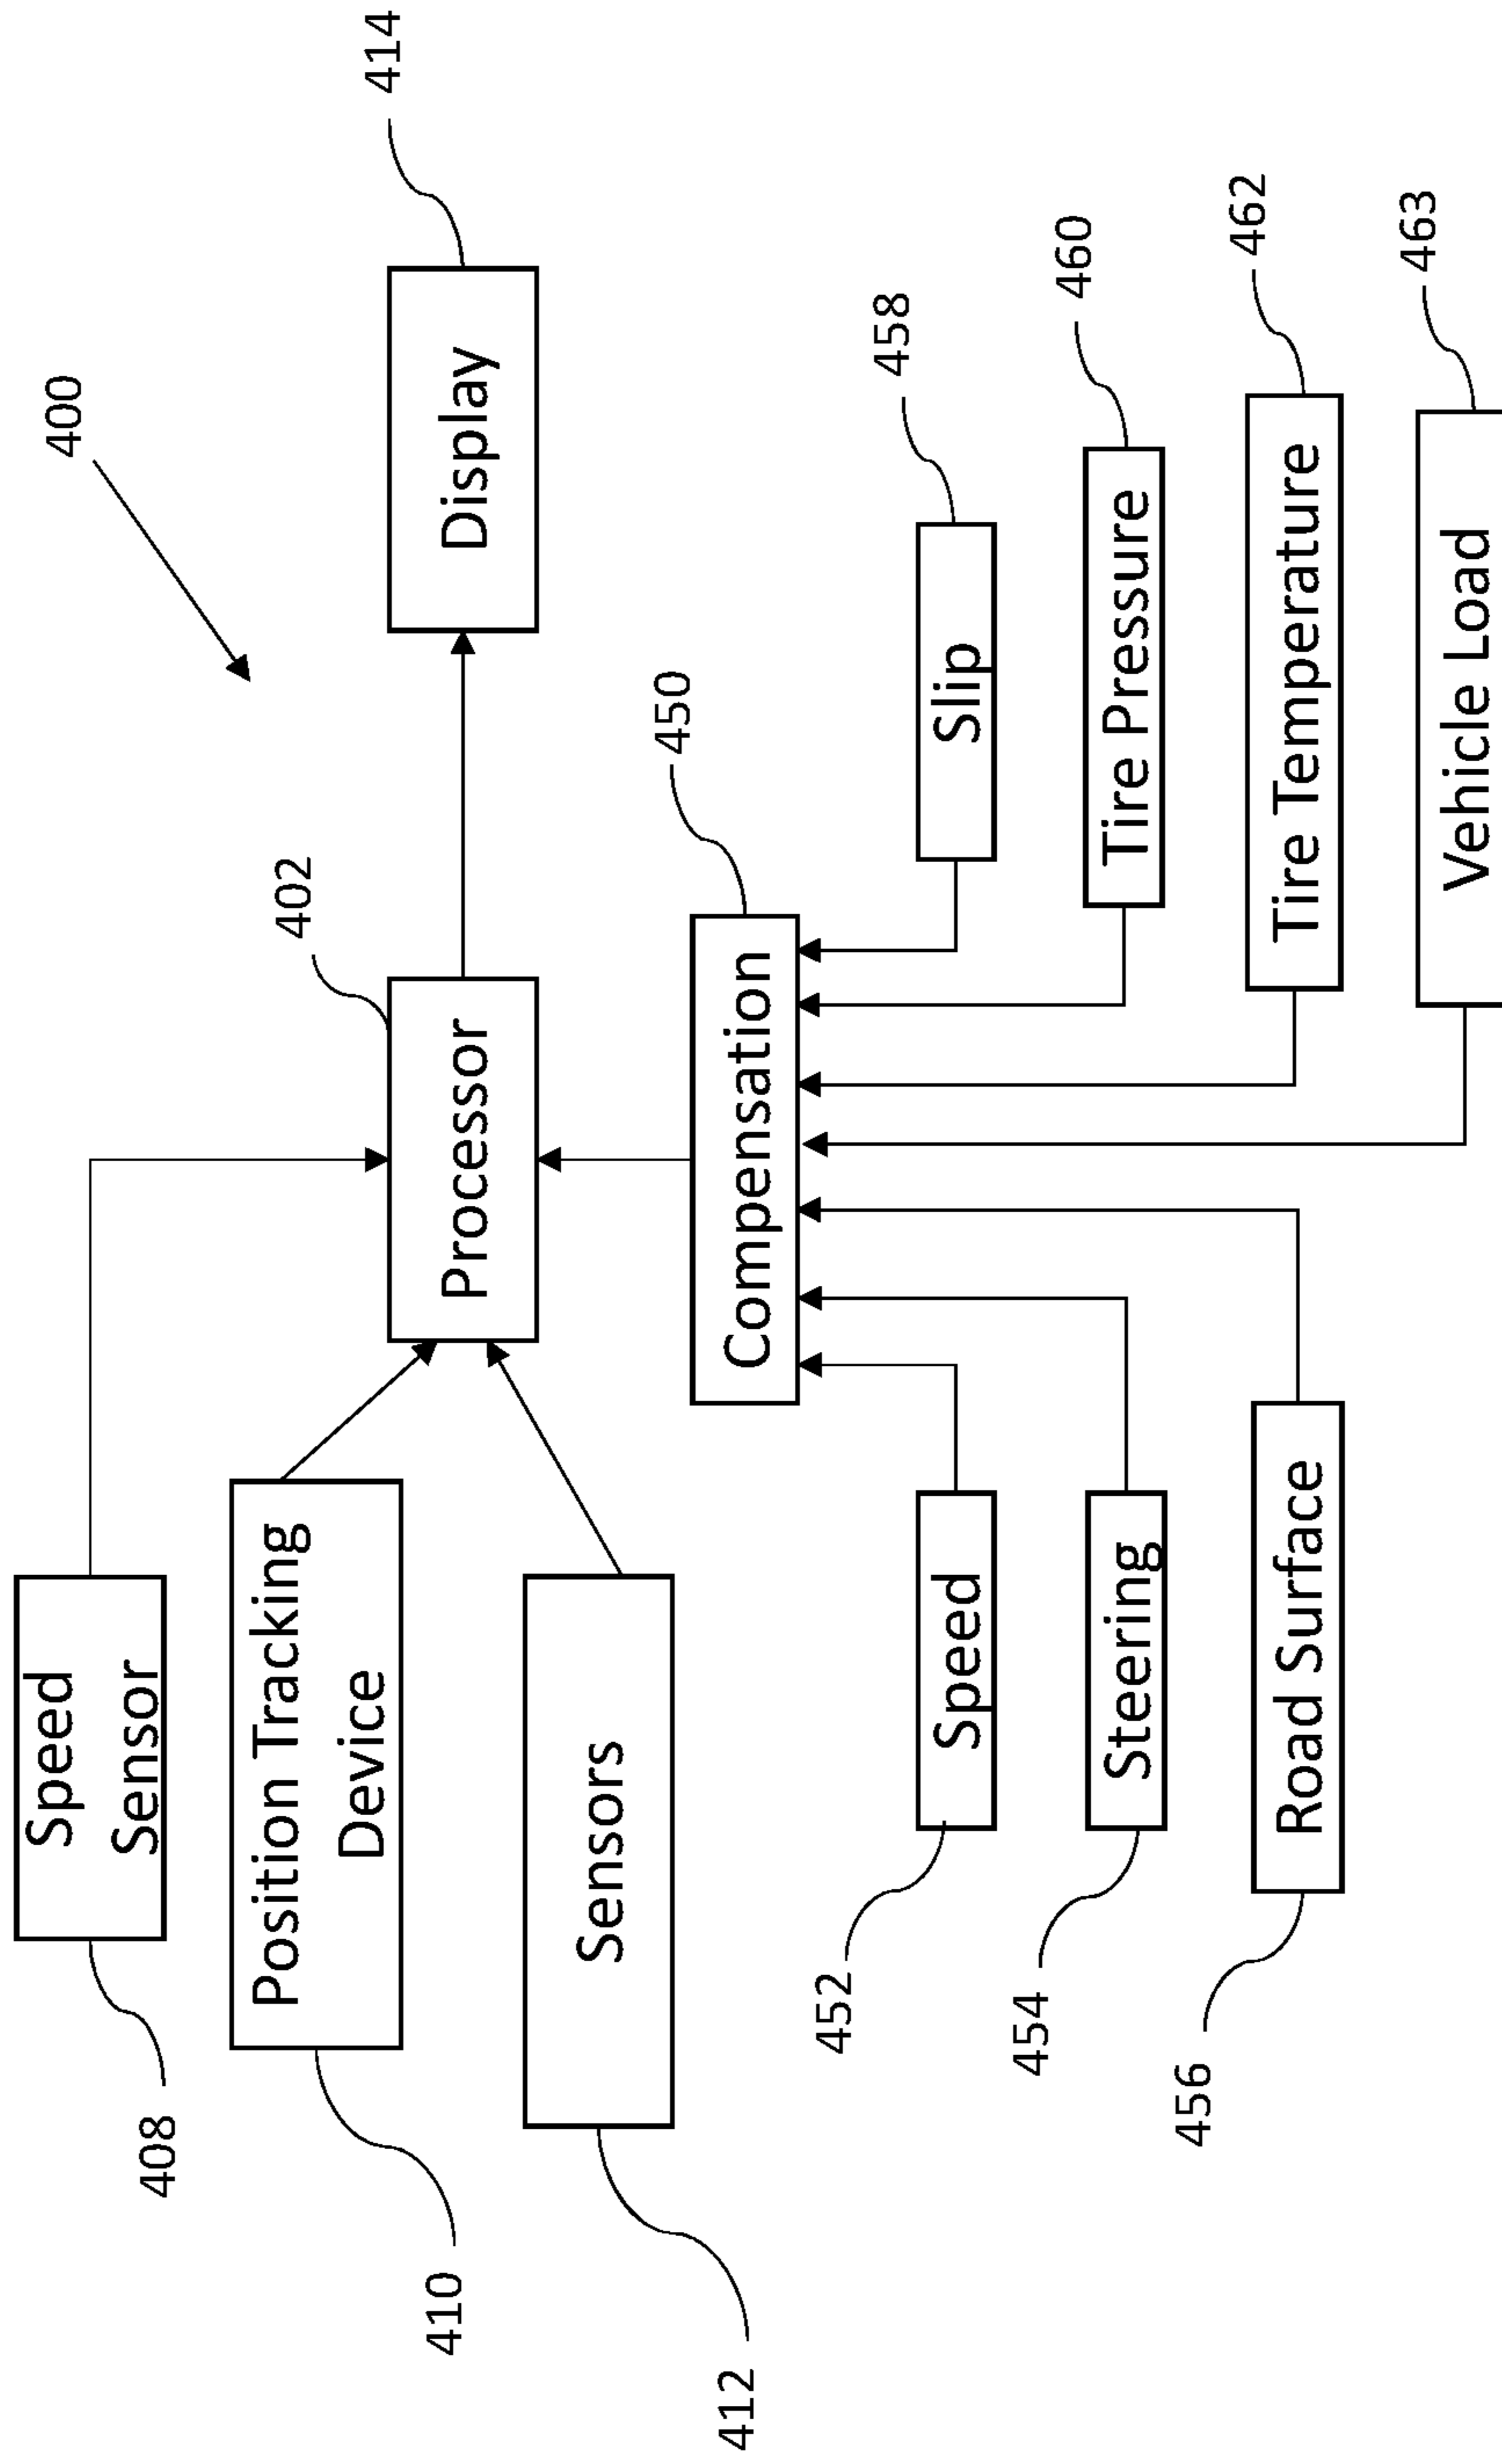 400
Speed
Sensor
408
Position Tracking
Device
410
Sensors
412
Processor
402
Display
414
Compensation
450
Speed
452
Steering
454
Road Surface
456
Slip
458
Tire Pressure
460
Tire Temperature
462
Vehicle Load
463